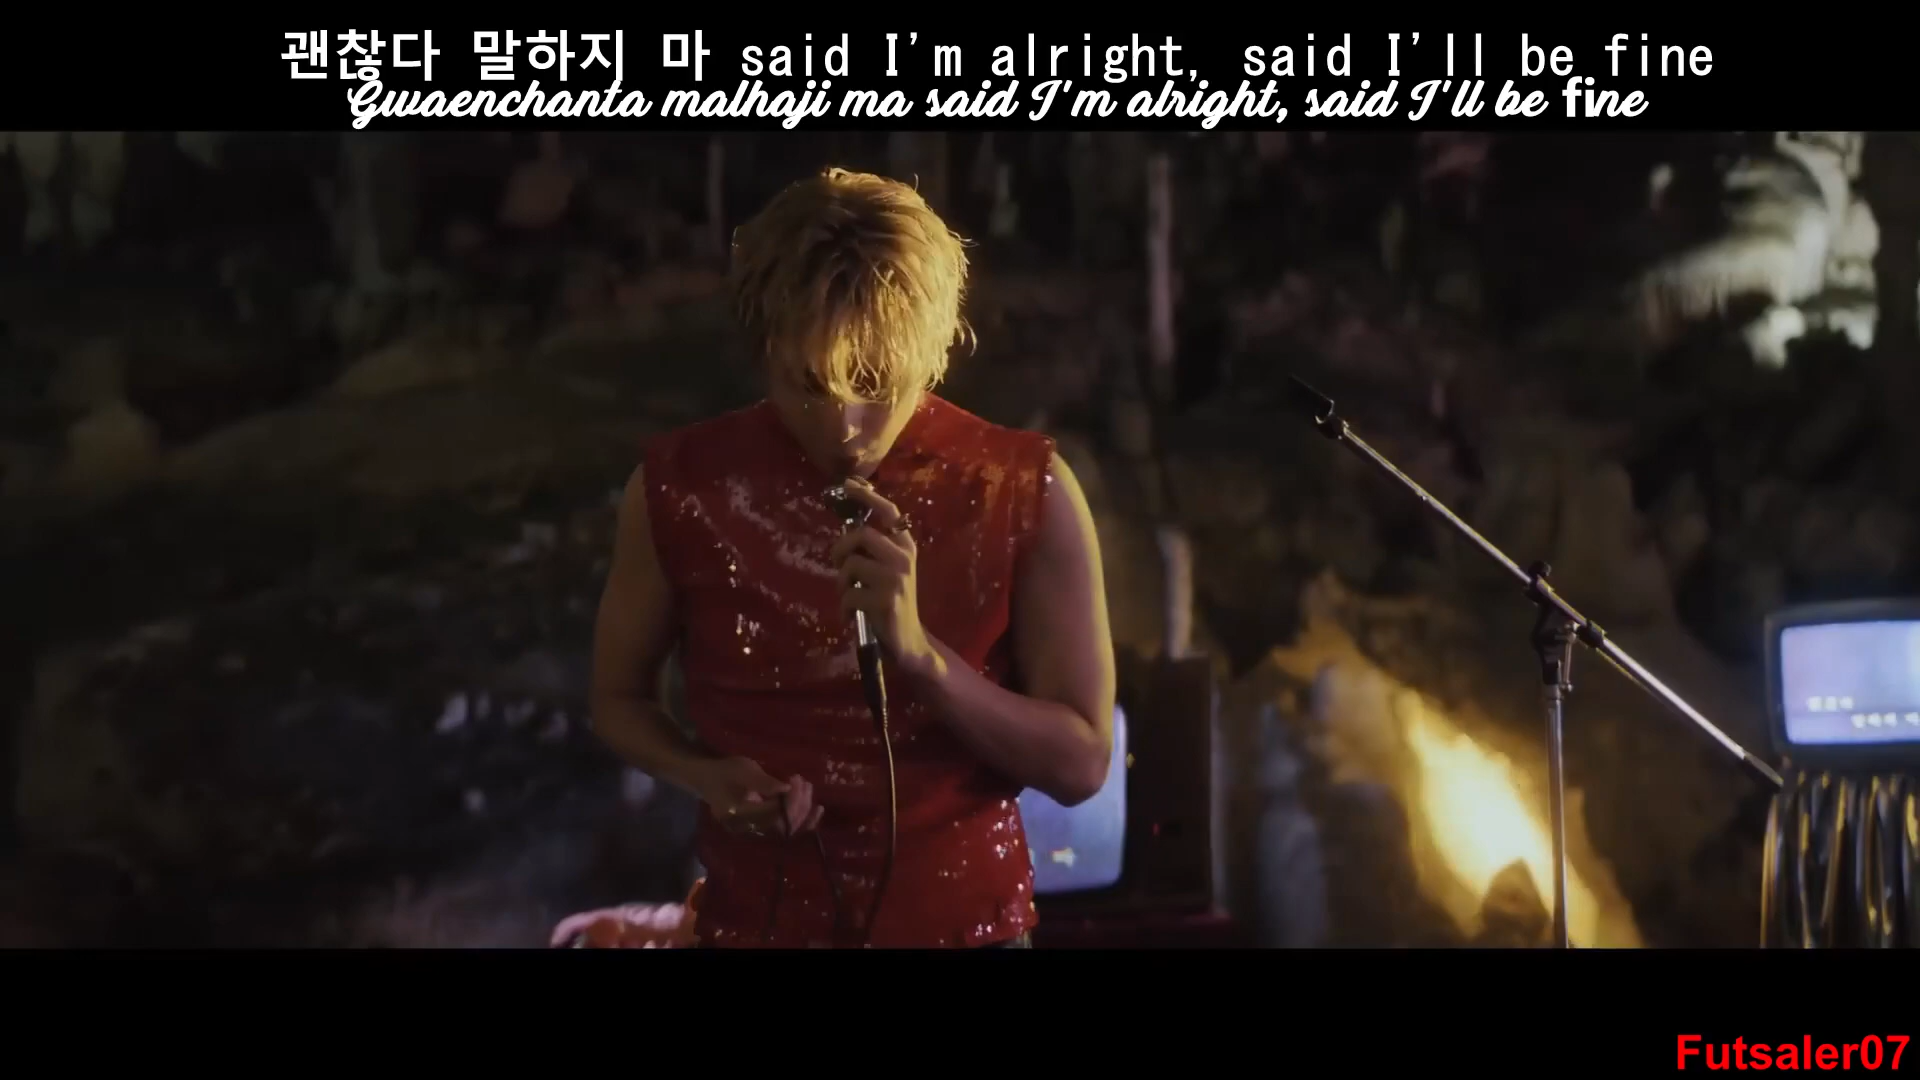 괜찮다 말하지 마 said I'm alright, said I'll be fine
Gwaenchanta malhaji ma said I'm alright, said I'll be fine
Futsaler07